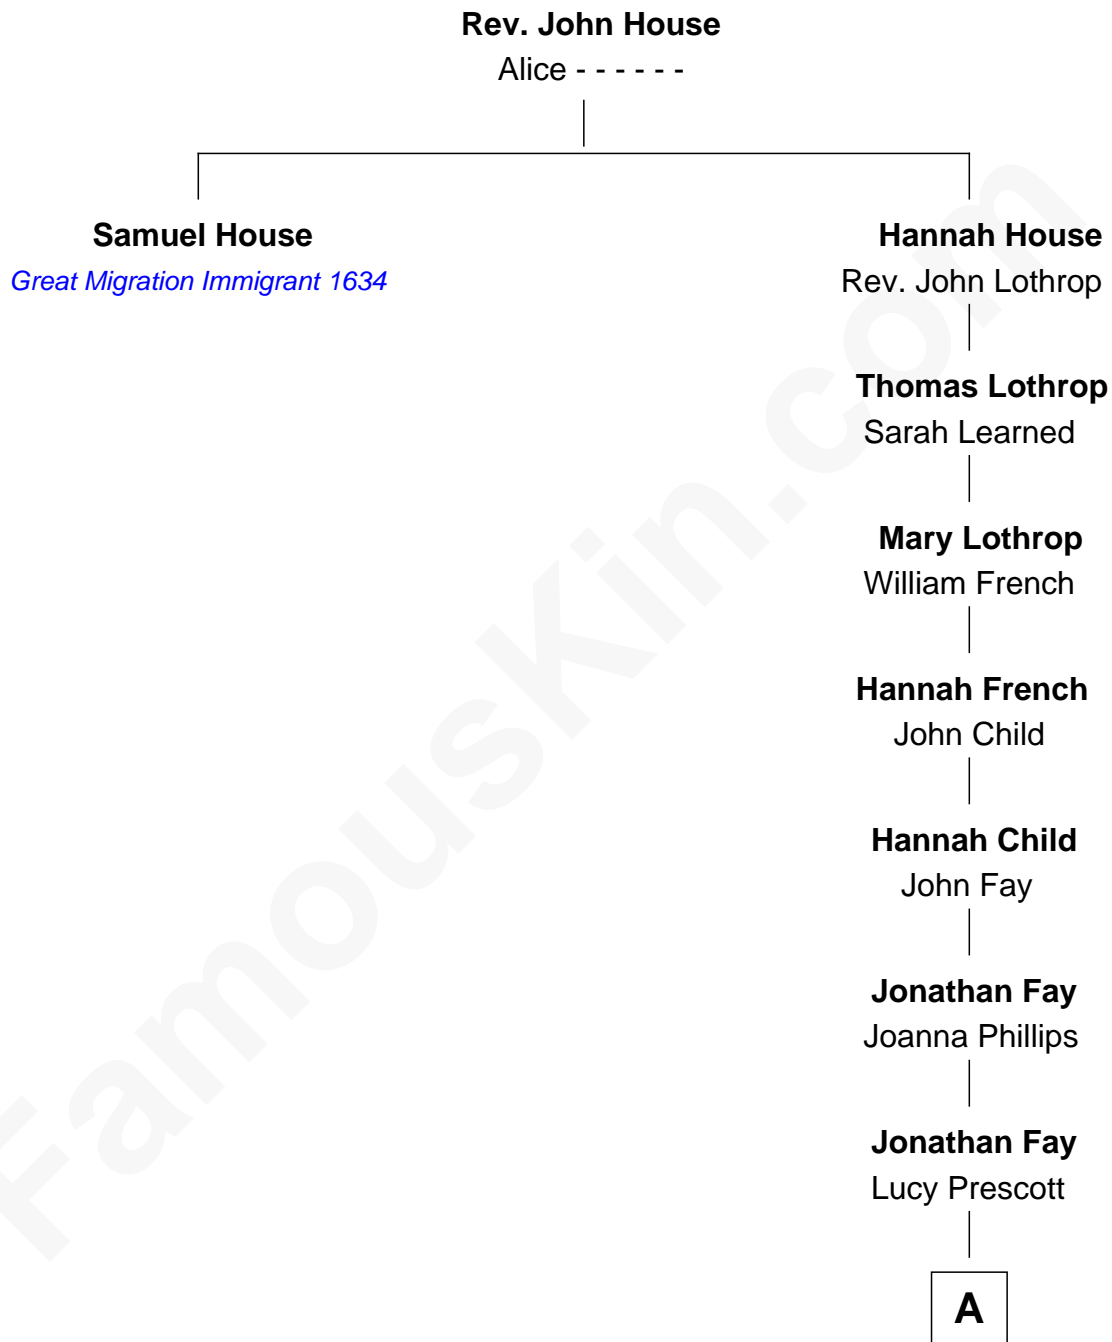 Rev. John House
Alice - - - - - -
Samuel House
Great Migration Immigrant 1634
Hannah House
Rev. John Lothrop
Thomas Lothrop
Sarah Learned
Mary Lothrop
William French
Hannah French
John Child
Hannah Child
John Fay
Jonathan Fay
Joanna Phillips
Jonathan Fay
Lucy Prescott
A
FamousKin.com